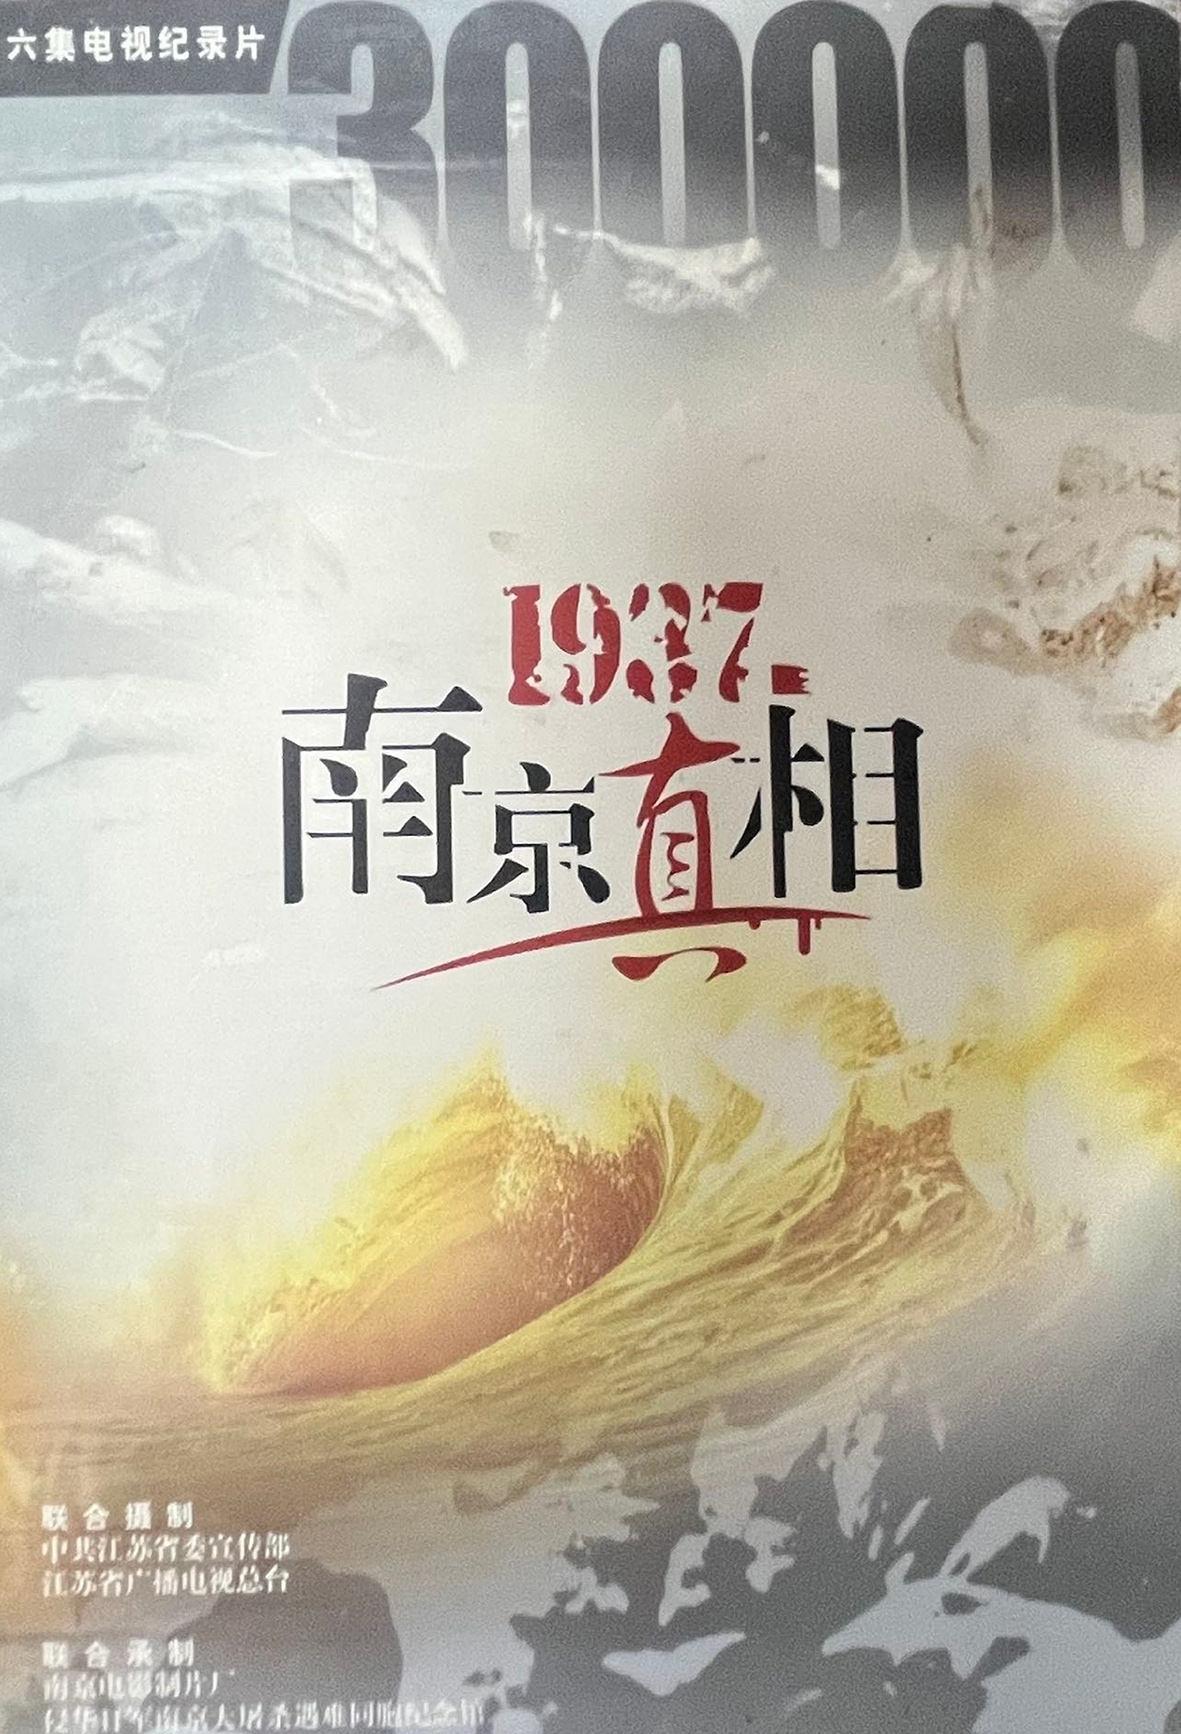 六集电视纪录片
300000
1937.
南京真相
联合摄制
中共江苏省委宣传部
江苏省广播电视总台
联合承制
南京电影制片厂
侵华日军南京大屠杀遇难同胞纪念馆